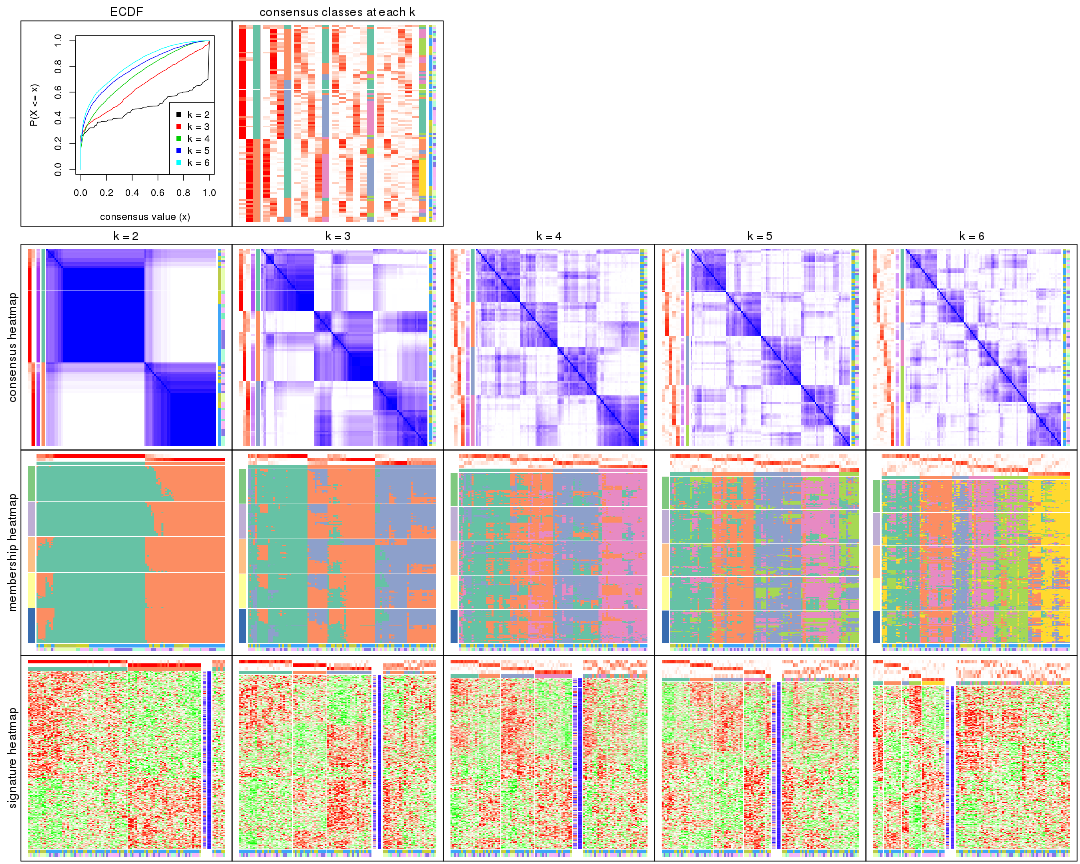 ECDF
consensus classes at each k
P(X <= x)
0.0 0.2 0.4 0.6 0.8 1.0
k = 2
k = 3
k = 4
k = 5
k = 6
0.0 0.2 0.4 0.6 0.8 1.0
consensus value (x)
k = 2
k = 3
k = 4
k = 5
k = 6
consensus heatmap
membership heatmap
signature heatmap